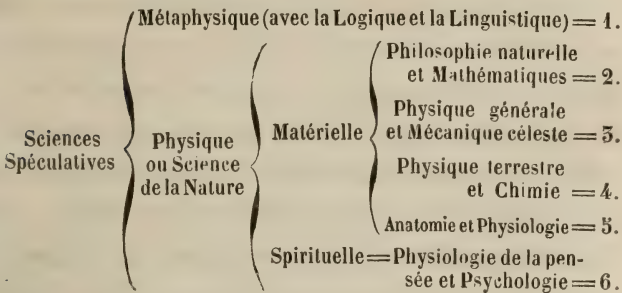 Métaphysique (avec la Logique et la Linguistique) = 1.
Philosophie naturelle
et Mathématiques = 2.
Physique générale
et Mécanique céleste = 3.
Sciences
Spéculatives
Physique
ou Science
de la Nature
Matérielle
Physique terrestre
et Chimie = 4.
Anatomie et Physiologie = 5.
Spirituelle = Physiologie de la pen-
sée et Psychologie = 6.